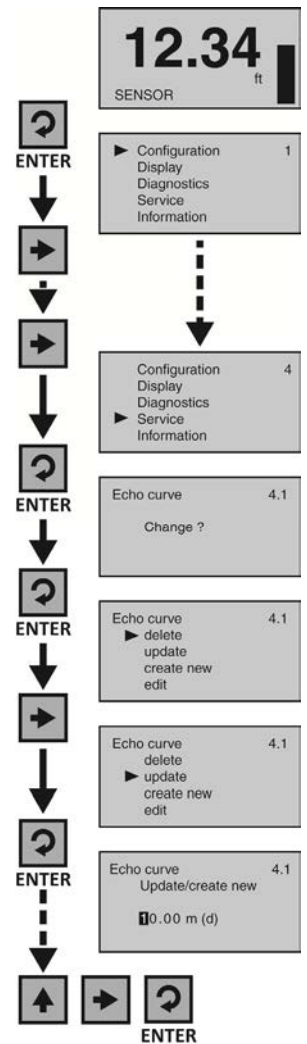 12.34
ft
SENSOR
ENTER
Configuration 1
Display
Diagnostics
Service
Information
Configuration 4
Display
Diagnostics
Service
Information
ENTER
Echo curve 4.1
Change ?
ENTER
Echo curve 4.1
delete
update
create new
edit
Echo curve 4.1
delete
update
create new
edit
ENTER
Echo curve 4.1
Update/create new
10.00 m (d)
ENTER